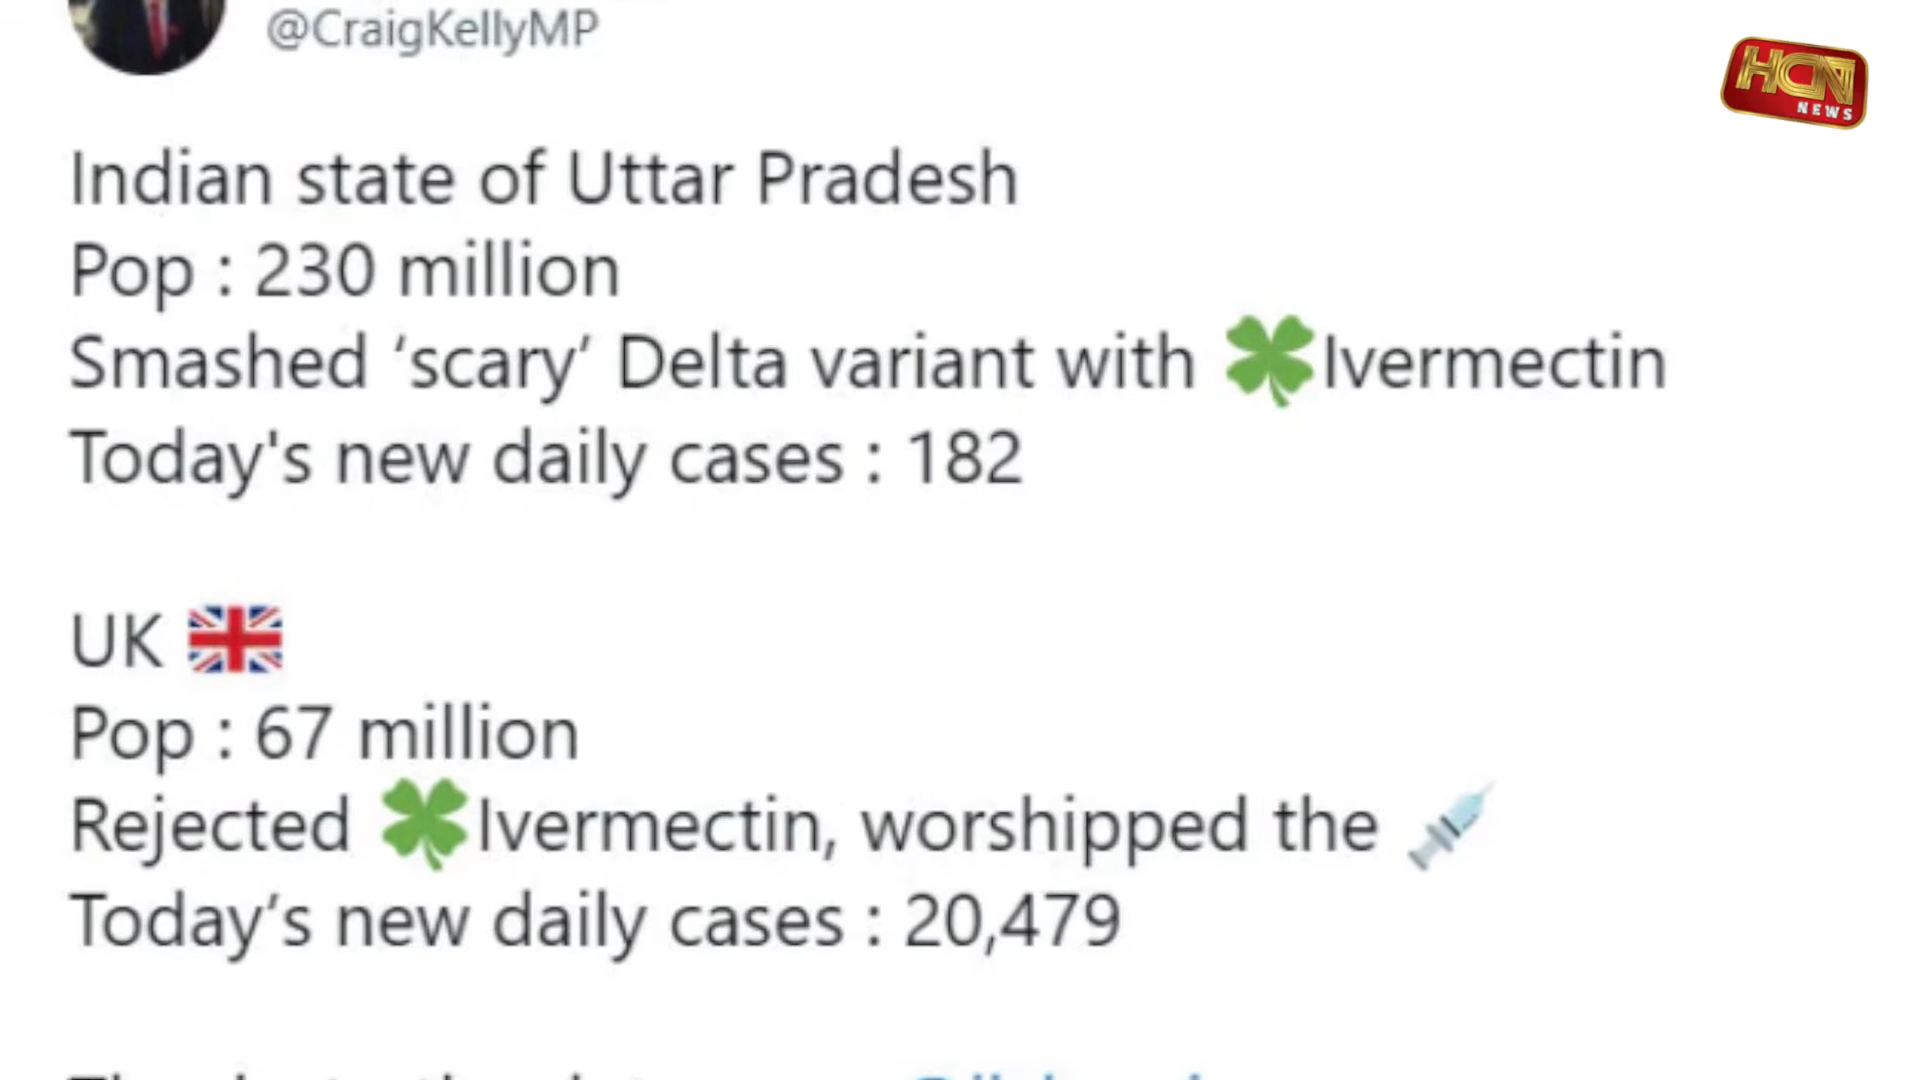 @CraigKellyMP
HCN
NEWS
Indian state of Uttar Pradesh
Pop : 230 million
Smashed ‘scary’ Delta variant with 🍀Ivermectin
Today's new daily cases : 182
UK 🇬🇧
Pop : 67 million
Rejected 🍀Ivermectin, worshipped the 💉
Today’s new daily cases : 20,479